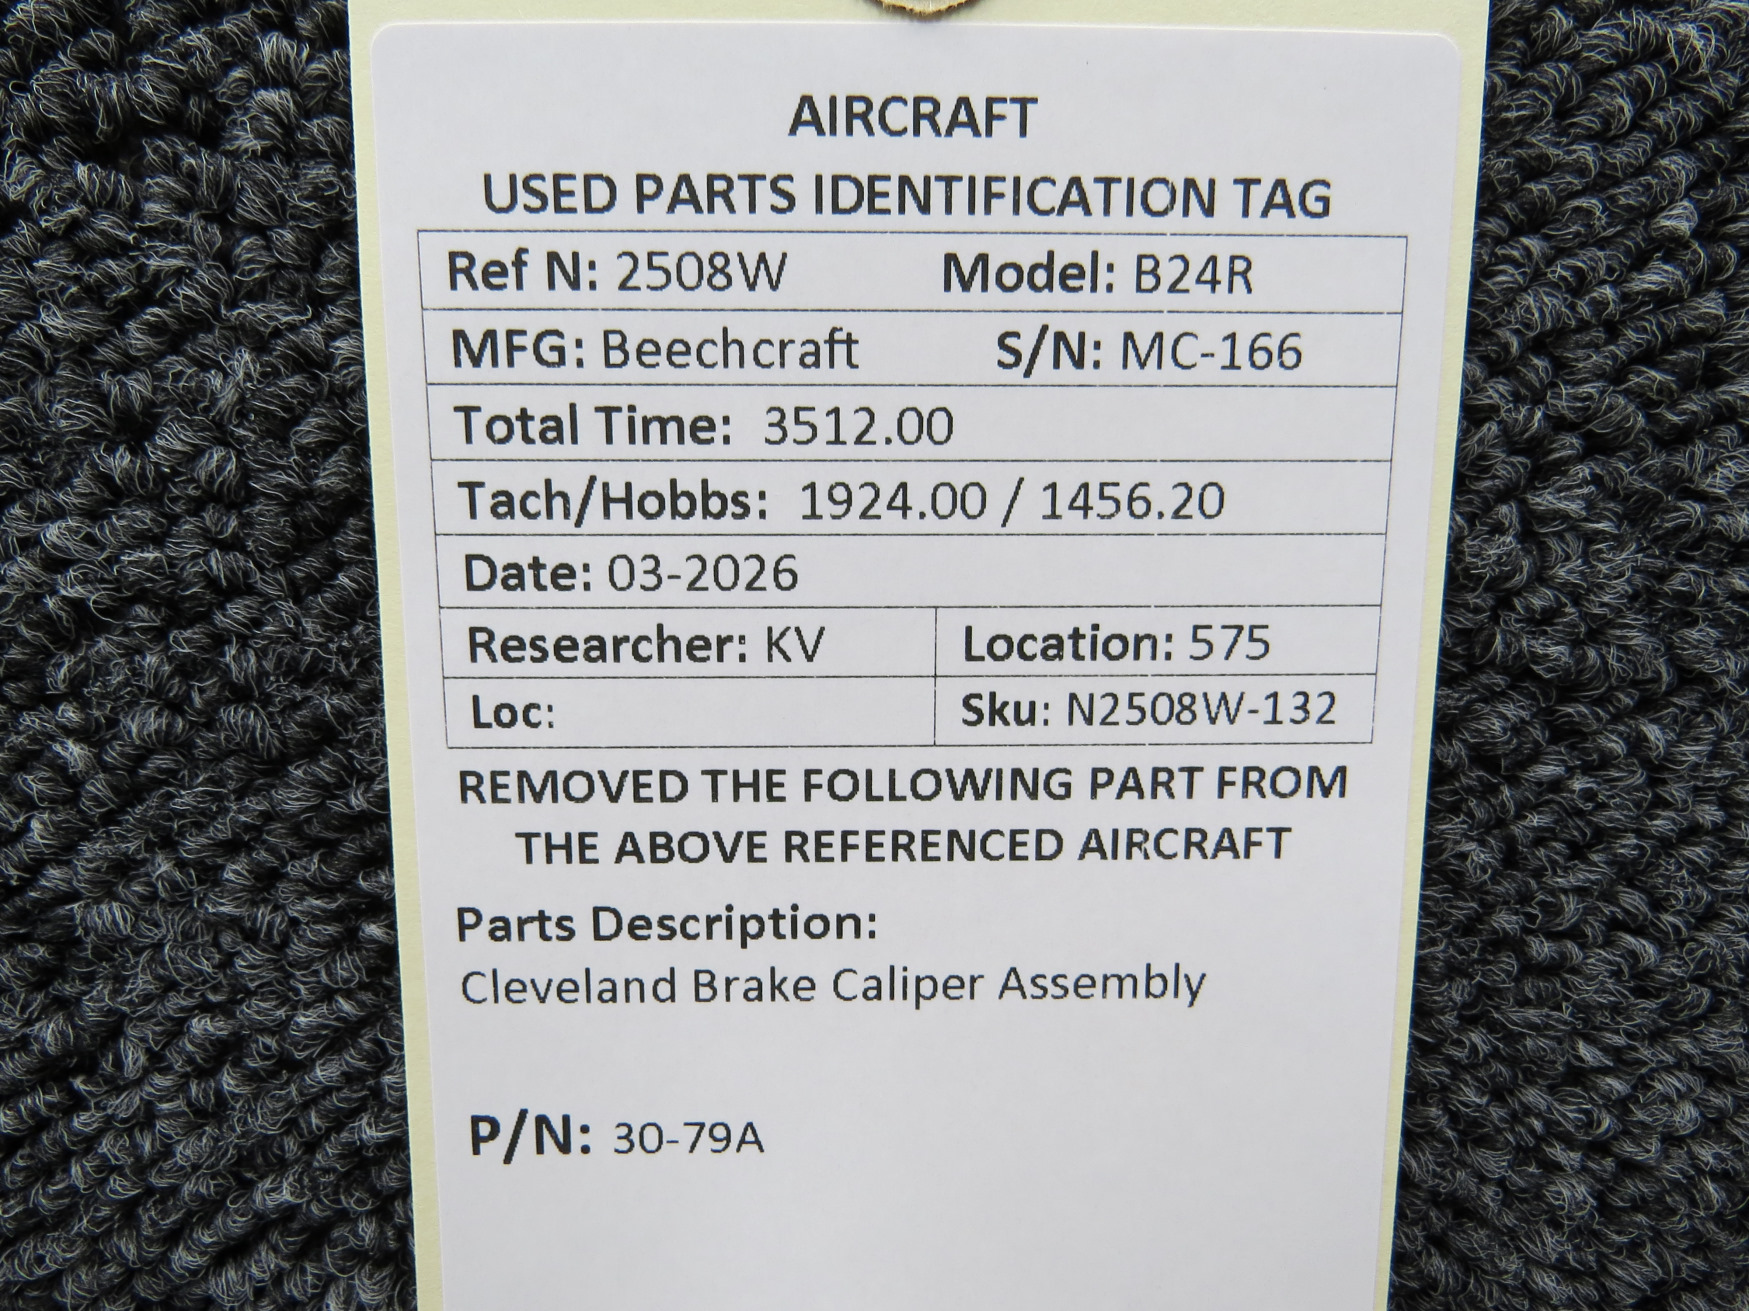 AIRCRAFT
USED PARTS IDENTIFICATION TAG
Ref N: 2508W Model: B24R
MFG: Beechcraft S/N: MC-166
Total Time: 3512.00
Tach/Hobbs: 1924.00 / 1456.20
Date: 03-2026
Researcher: KV Location: 575
Loc: Sku: N2508W-132
REMOVED THE FOLLOWING PART FROM
THE ABOVE REFERENCED AIRCRAFT
Parts Description:
Cleveland Brake Caliper Assembly
P/N: 30-79A